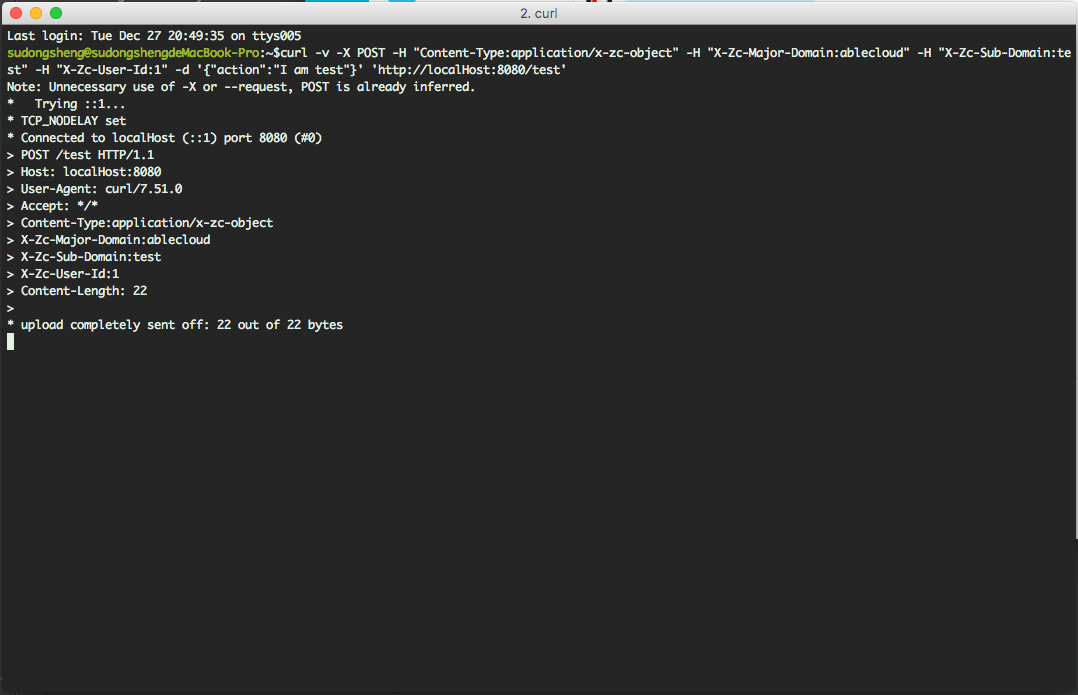 2. curl
Last login: Tue Dec 27 20:49:35 on ttys005
sudongsheng@sudongshengdeMacBook-Pro:~$curl -v -X POST -H "Content-Type:application/x-zc-object" -H "X-Zc-Major-Domain:ablecloud" -H "X-Zc-Sub-Domain:te
st" -H "X-Zc-User-Id:1" -d '{"action":"I am test"}' 'http://localHost:8080/test'
Note: Unnecessary use of -X or --request, POST is already inferred.
*   Trying ::1...
* TCP_NODELAY set
* Connected to localHost (::1) port 8080 (#0)
> POST /test HTTP/1.1
> Host: localHost:8080
> User-Agent: curl/7.51.0
> Accept: */*
> Content-Type:application/x-zc-object
> X-Zc-Major-Domain:ablecloud
> X-Zc-Sub-Domain:test
> X-Zc-User-Id:1
> Content-Length: 22
>
* upload completely sent off: 22 out of 22 bytes